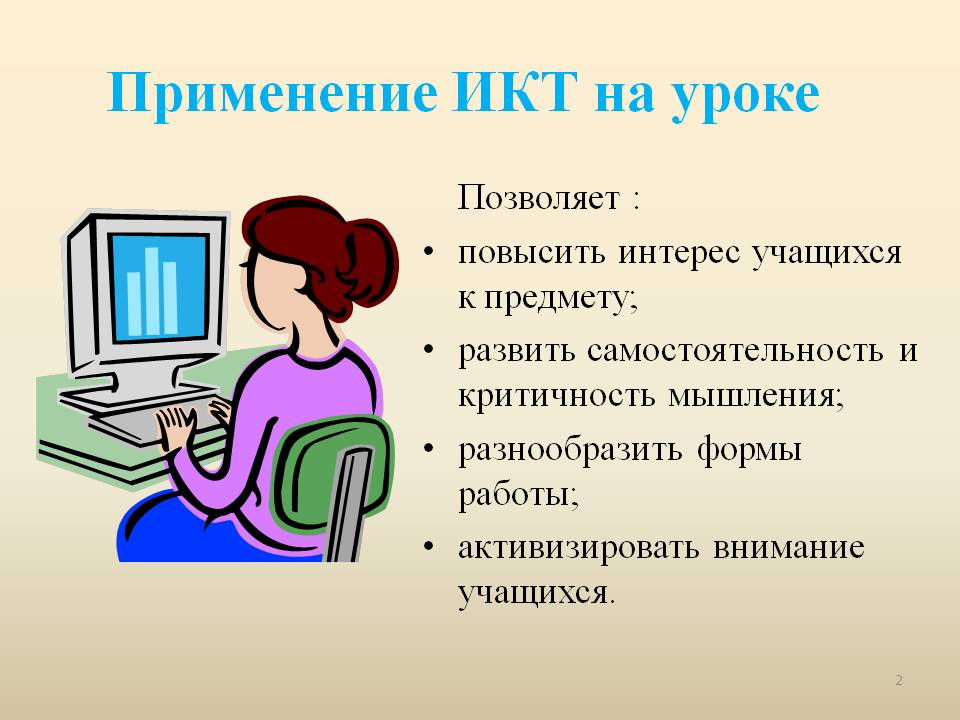 Применение ИКТ на уроке
Позволяет :
• повысить интерес учащихся
к предмету;
• развить самостоятельность и
критичность мышления;
• разнообразить формы
работы;
• активизировать внимание
учащихся.
2